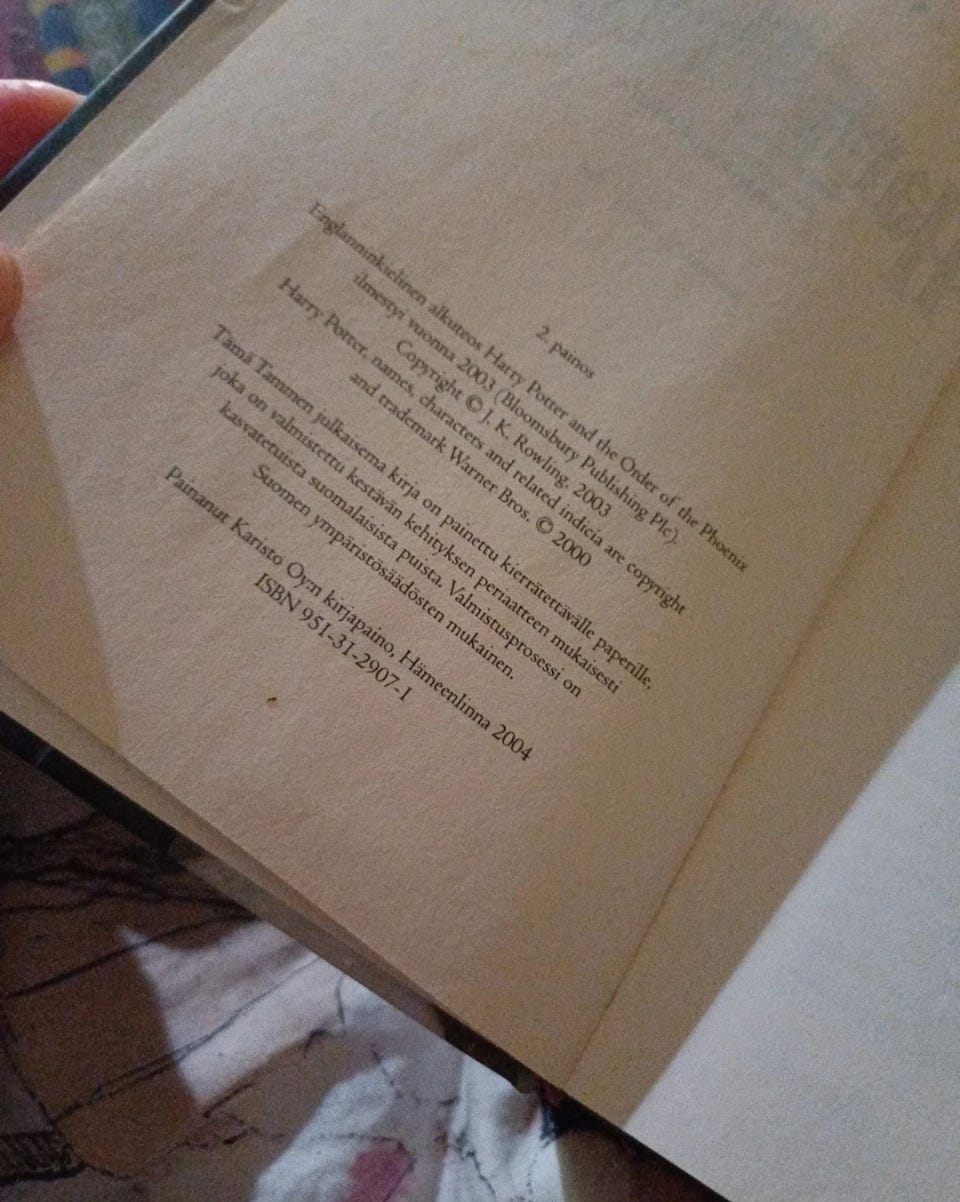 2. painos
Englanninkielinen alkuteos Harry Potter and the Order of the Phoenix
ilmestyi vuonna 2003 (Bloomsbury Publishing Plc).
Copyright © J. K. Rowling, 2003
Harry Potter, names, characters and related indicia are copyright
and trademark Warner Bros. © 2000
Tämä Tammen julkaisema kirja on painettu kierrätettävälle paperille,
joka on valmistettu kestävän kehityksen periaatteen mukaisesti
kasvatetuista suomalaisista puista. Valmistusprosessi on
Suomen ympäristösäädösten mukainen.
Painanut Karisto Oy:n kirjapaino, Hämeenlinna 2004
ISBN 951-31-2907-1